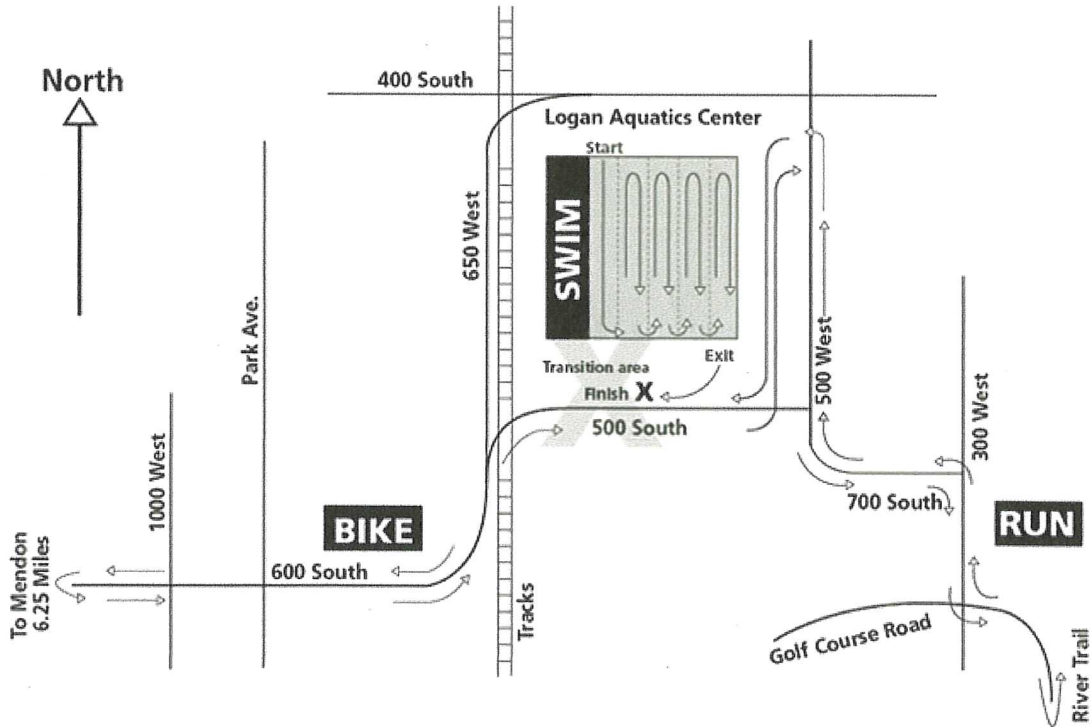 North
400 South
Logan Aquatics Center
Start
SWIM
650 West
Park Ave.
Exit
Transition area
Finish X
500 South
500 West
300 West
1000 West
700 South
BIKE
RUN
600 South
To Mendon
6.25 Miles
Tracks
Golf Course Road
River Trail